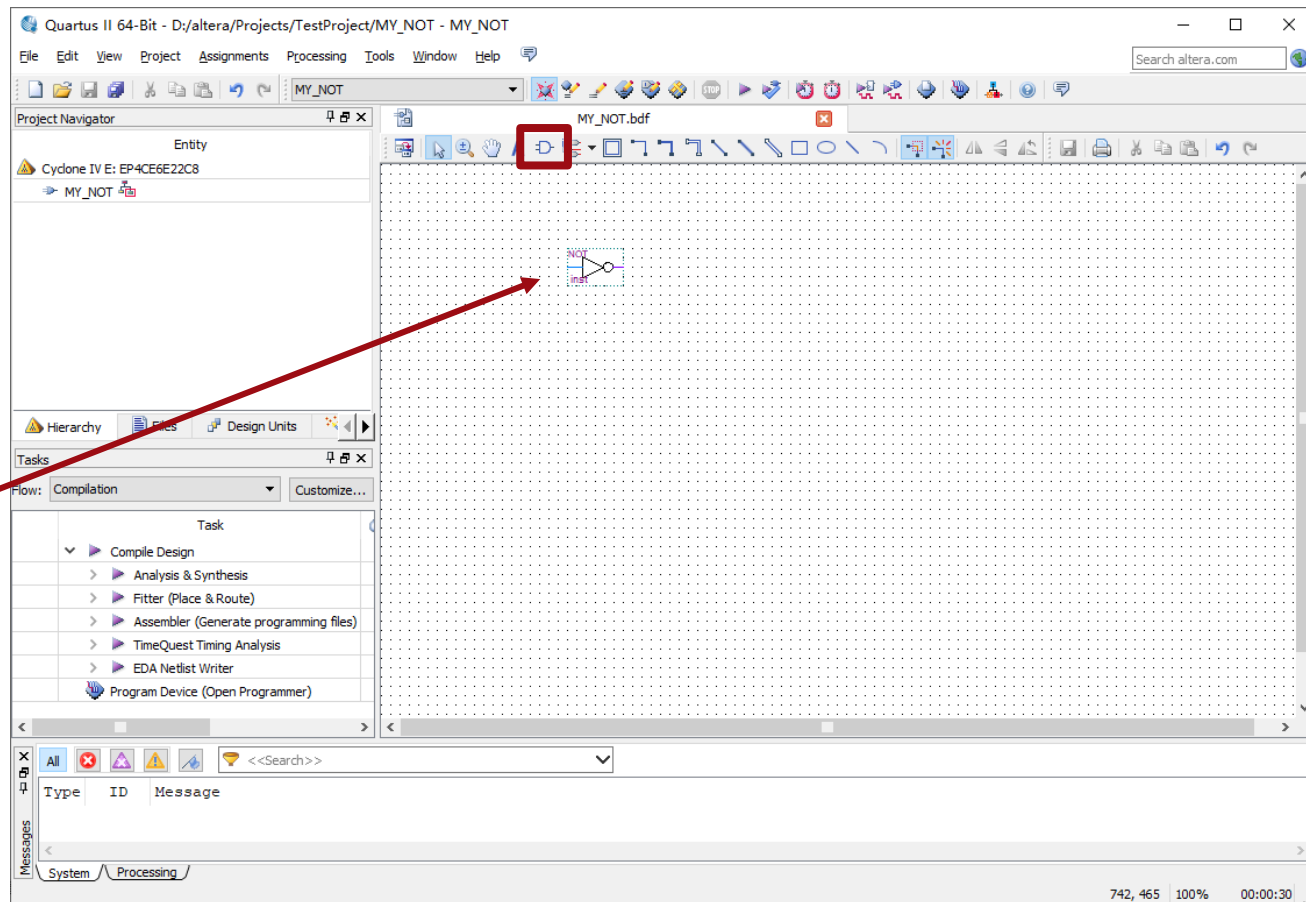 Quartus II 64-Bit - D:/altera/Projects/TestProject/MY_NOT - MY_NOT
File Edit View Project Assignments Processing Tools Window Help
Search altera.com
MY_NOT
STOP
Project Navigator
MY_NOT.bdf
Entity
Cyclone IV E: EP4CE6E22C8
MY_NOT
NOT
inst
Hierarchy Files Design Units
Tasks
Flow: Compilation Customize...
Task
Compile Design
Analysis & Synthesis
Fitter (Place & Route)
Assembler (Generate programming files)
TimeQuest Timing Analysis
EDA Netlist Writer
Program Device (Open Programmer)
All <<Search>>
Type ID Message
Messages
System Processing
742, 465 100% 00:00:30